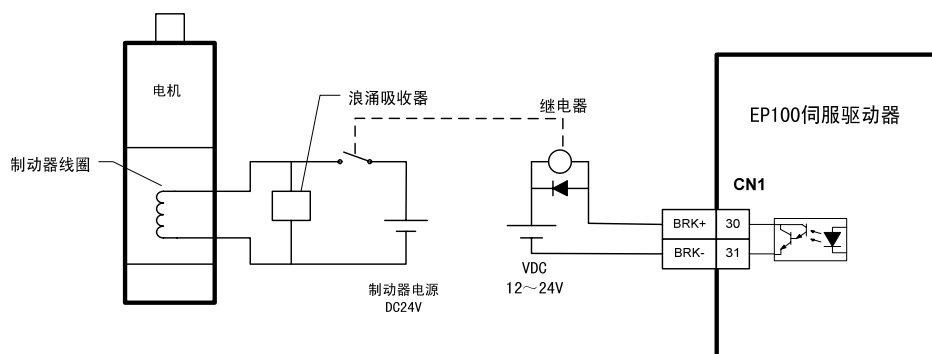 电机
制动器线圈
浪涌吸收器
制动器电源
DC24V
继电器
VDC
12～24V
EP100伺服驱动器
CN1
BRK+
30
BRK-
31